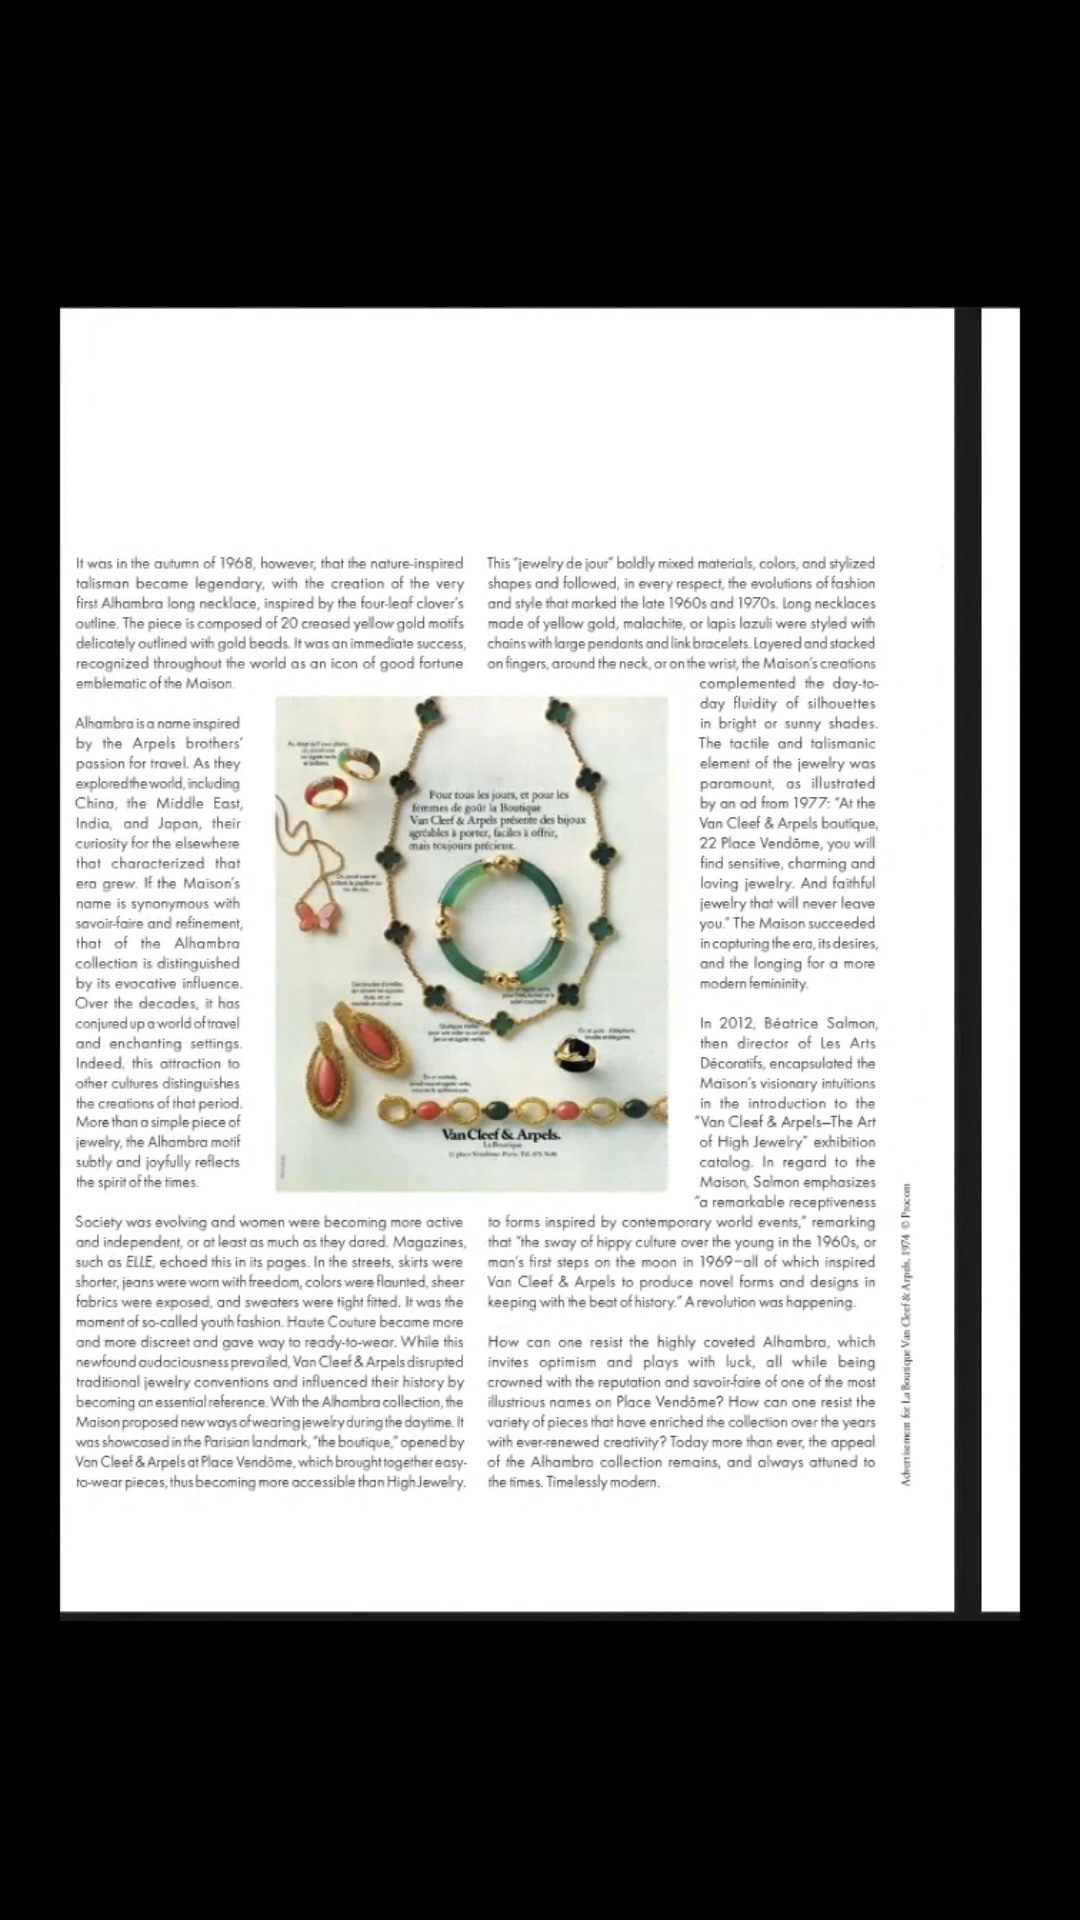 It was in the autumn of 1968, however, that the nature-inspired
talisman became legendary, with the creation of the very
first Alhambra long necklace, inspired by the four-leaf clover's
outline. The piece is composed of 20 creased yellow gold motifs
delicately outlined with gold beads. It was an immediate success,
recognized throughout the world as an icon of good fortune
emblematic of the Maison.
Alhambra is a name inspired
by the Arpels brothers'
passion for travel. As they
explored the world, including
China, the Middle East,
India, and Japan, their
curiosity for the elsewhere
that characterized that
era grew. If the Maison's
name is synonymous with
savoir-faire and refinement,
that of the Alhambra
collection is distinguished
by its evocative influence.
Over the decades, it has
conjured up a world of travel
and enchanting settings.
Indeed, this attraction to
other cultures distinguishes
the creations of that period.
More than a simple piece of
jewelry, the Alhambra motif
subtly and joyfully reflects
the spirit of the times.
Society was evolving and women were becoming more active
and independent, or at least as much as they dared. Magazines,
such as ELLE, echoed this in its pages. In the streets, skirts were
shorter, jeans were worn with freedom, colors were flaunted, sheer
fabrics were exposed, and sweaters were tight fitted. It was the
moment of so-called youth fashion. Haute Couture became more
and more discreet and gave way to ready-to-wear. While this
newfound audaciousness prevailed, Van Cleef & Arpels disrupted
traditional jewelry conventions and influenced their history by
becoming an essential reference. With the Alhambra collection, the
Maison proposed new ways of wearing jewelry during the daytime. It
was showcased in the Parisian landmark, "the boutique," opened by
Van Cleef & Arpels at Place Vendôme, which brought together easy-
to-wear pieces, thus becoming more accessible than High Jewelry.
Pour tous les jours, et pour les
femmes de goût la Boutique
Van Cleef & Arpels présente des bijoux
agréables à porter, faciles à offrir,
mais toujours précieux.
Van Cleef & Arpels.
La Boutique
This "jewelry de jour" boldly mixed materials, colors, and stylized
shapes and followed, in every respect, the evolutions of fashion
and style that marked the late 1960s and 1970s. Long necklaces
made of yellow gold, malachite, or lapis lazuli were styled with
chains with large pendants and link bracelets. Layered and stacked
on fingers, around the neck, or on the wrist, the Maison's creations
complemented the day-to-
day fluidity of silhouettes
in bright or sunny shades.
The tactile and talismanic
element of the jewelry was
paramount, as illustrated
by an ad from 1977: "At the
Van Cleef & Arpels boutique,
22 Place Vendôme, you will
find sensitive, charming and
loving jewelry. And faithful
jewelry that will never leave
you." The Maison succeeded
in capturing the era, its desires,
and the longing for a more
modern femininity.
In 2012, Béatrice Salmon,
then director of Les Arts
Décoratifs, encapsulated the
Maison's visionary intuitions
in the introduction to the
"Van Cleef & Arpels—The Art
of High Jewelry" exhibition
catalog. In regard to the
Maison, Salmon emphasizes
"a remarkable receptiveness
to forms inspired by contemporary world events," remarking
that "the sway of hippy culture over the young in the 1960s, or
man's first steps on the moon in 1969—all of which inspired
Van Cleef & Arpels to produce novel forms and designs in
keeping with the beat of history." A revolution was happening.
How can one resist the highly coveted Alhambra, which
invites optimism and plays with luck, all while being
crowned with the reputation and savoir-faire of one of the most
illustrious names on Place Vendôme? How can one resist the
variety of pieces that have enriched the collection over the years
with ever-renewed creativity? Today more than ever, the appeal
of the Alhambra collection remains, and always attuned to
the times. Timelessly modern.
Advertisement for La Boutique Van Cleef & Arpels, 1974 © Procom